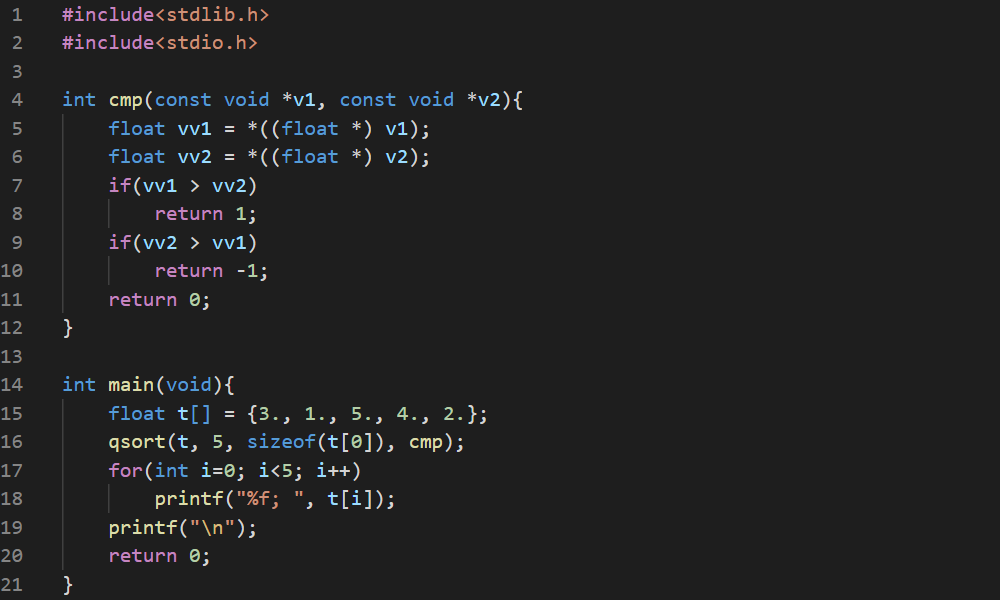 1 #include<stdlib.h>
2 #include<stdio.h>
3
4 int cmp(const void *v1, const void *v2){
5     float vv1 = *((float *) v1);
6     float vv2 = *((float *) v2);
7     if(vv1 > vv2)
8         return 1;
9     if(vv2 > vv1)
10         return -1;
11     return 0;
12 }
13
14 int main(void){
15     float t[] = {3., 1., 5., 4., 2.};
16     qsort(t, 5, sizeof(t[0]), cmp);
17     for(int i=0; i<5; i++)
18         printf("%f; ", t[i]);
19     printf("\n");
20     return 0;
21 }